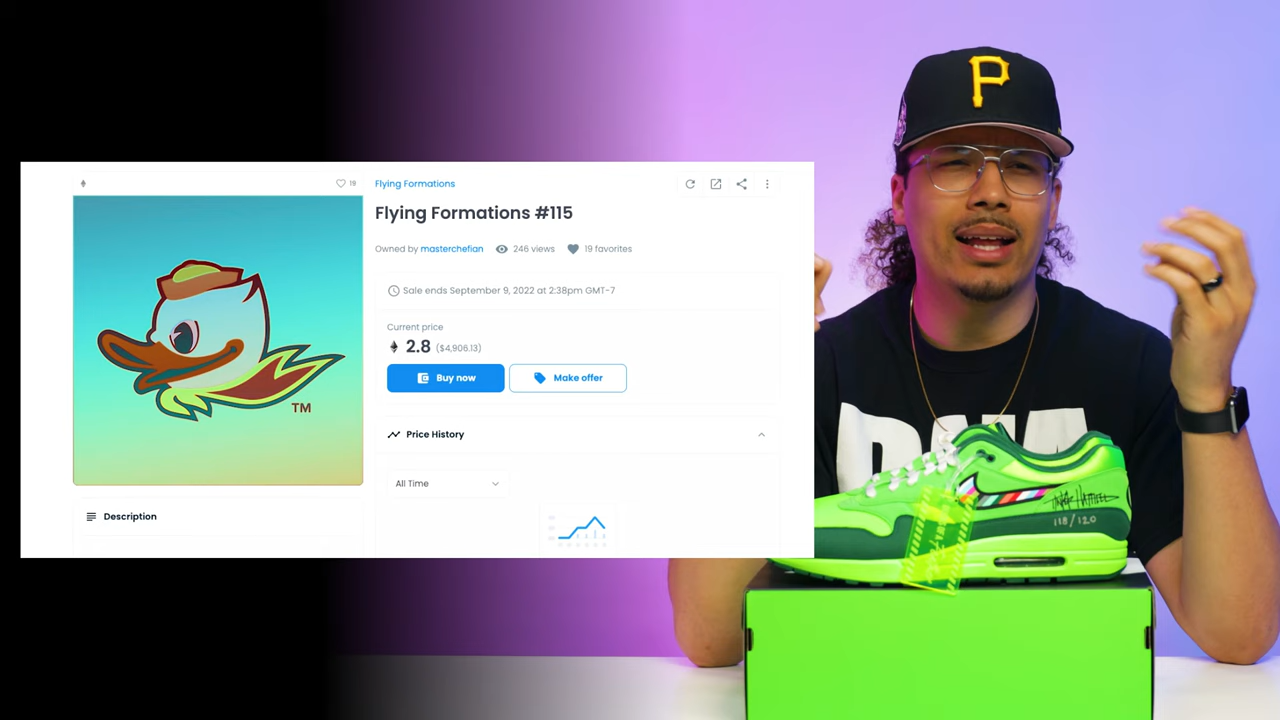 19
TM
Description
Flying Formations
Flying Formations #115
Owned by masterchefian 246 views 19 favorites
Sale ends September 9, 2022 at 2:38pm GMT-7
Current price
2.8 ($4,906.13)
Buy now Make offer
Price History
All Time
P
118/120